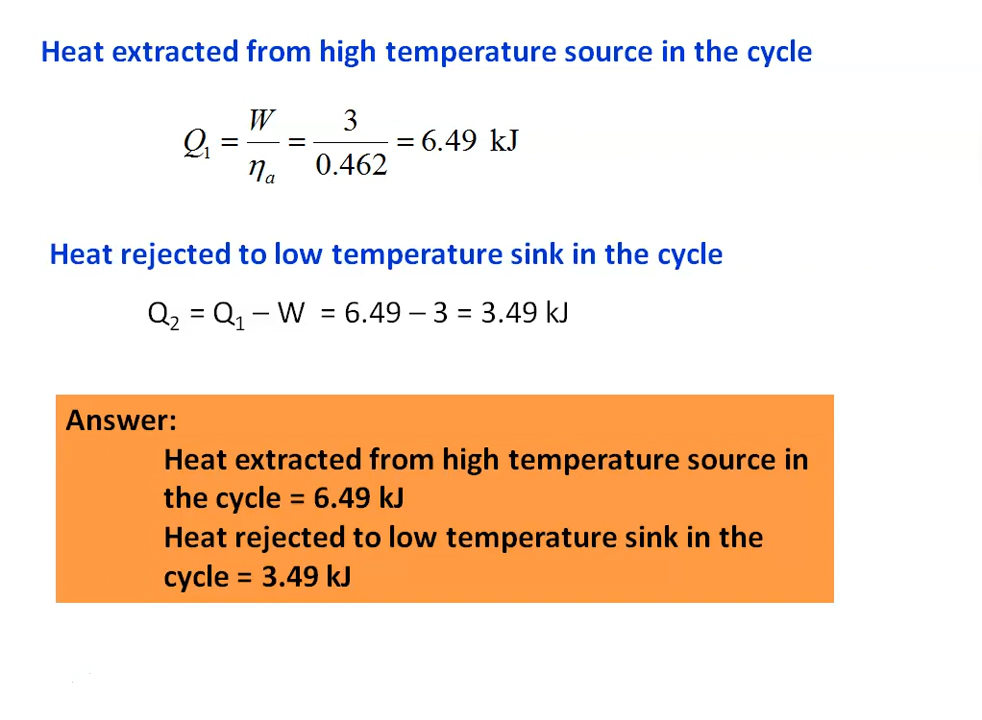 Heat extracted from high temperature source in the cycle
Q₁ = W/ηₐ = 3/0.462 = 6.49 kJ
Heat rejected to low temperature sink in the cycle
Q₂ = Q₁ – W = 6.49 – 3 = 3.49 kJ
Answer:
Heat extracted from high temperature source in
the cycle = 6.49 kJ
Heat rejected to low temperature sink in the
cycle = 3.49 kJ